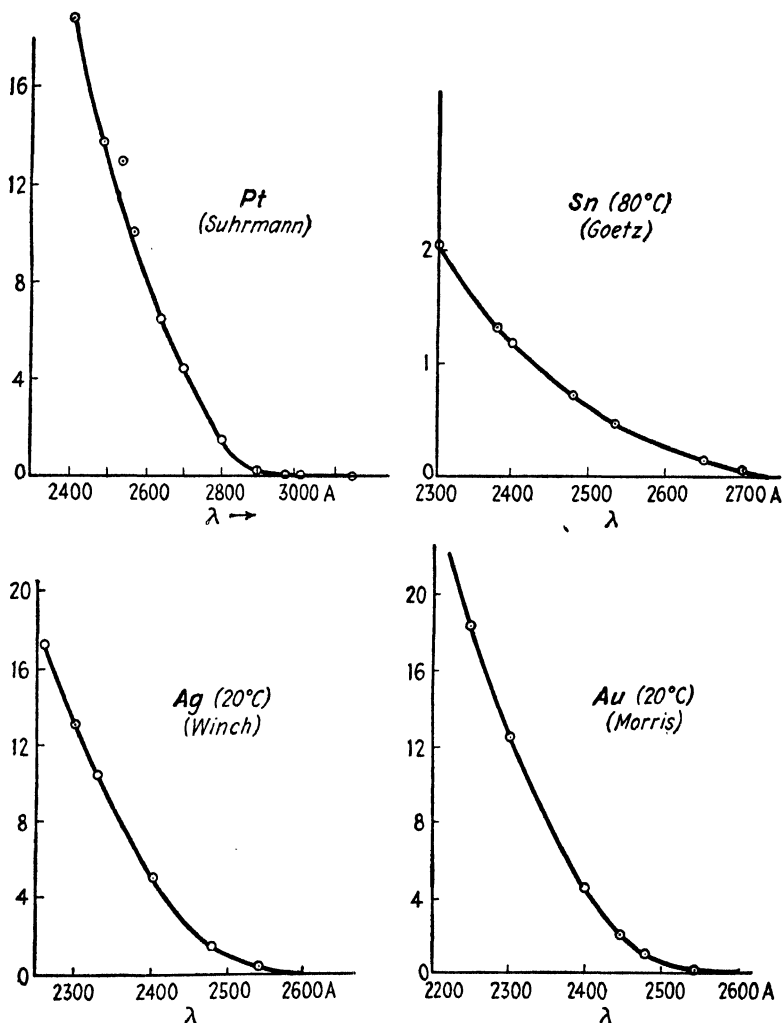 16
12
8
4
0
Pt
(Suhrmann)
2400 2600 2800 3000 A
λ →
2
1
0
Sn (80°C)
(Goetz)
2300 2400 2500 2600 2700 A
λ
20
16
12
8
4
0
Ag (20°C)
(Winch)
2300 2400 2500 2600 A
λ
20
16
12
8
4
0
Au (20°C)
(Morris)
2200 2300 2400 2500 2600 A
λ